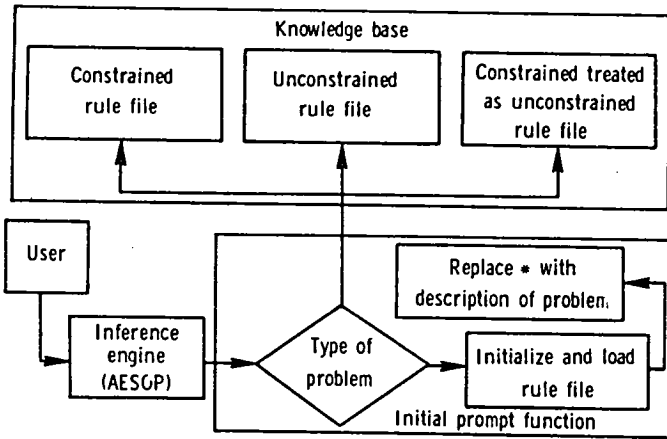 Knowledge base
Constrained
rule file
Unconstrained
rule file
Constrained treated
as unconstrained
rule file
User
Inference
engine
(AESOP)
Type of
problem
Replace * with
description of problem
Initialize and load
rule file
Initial prompt function